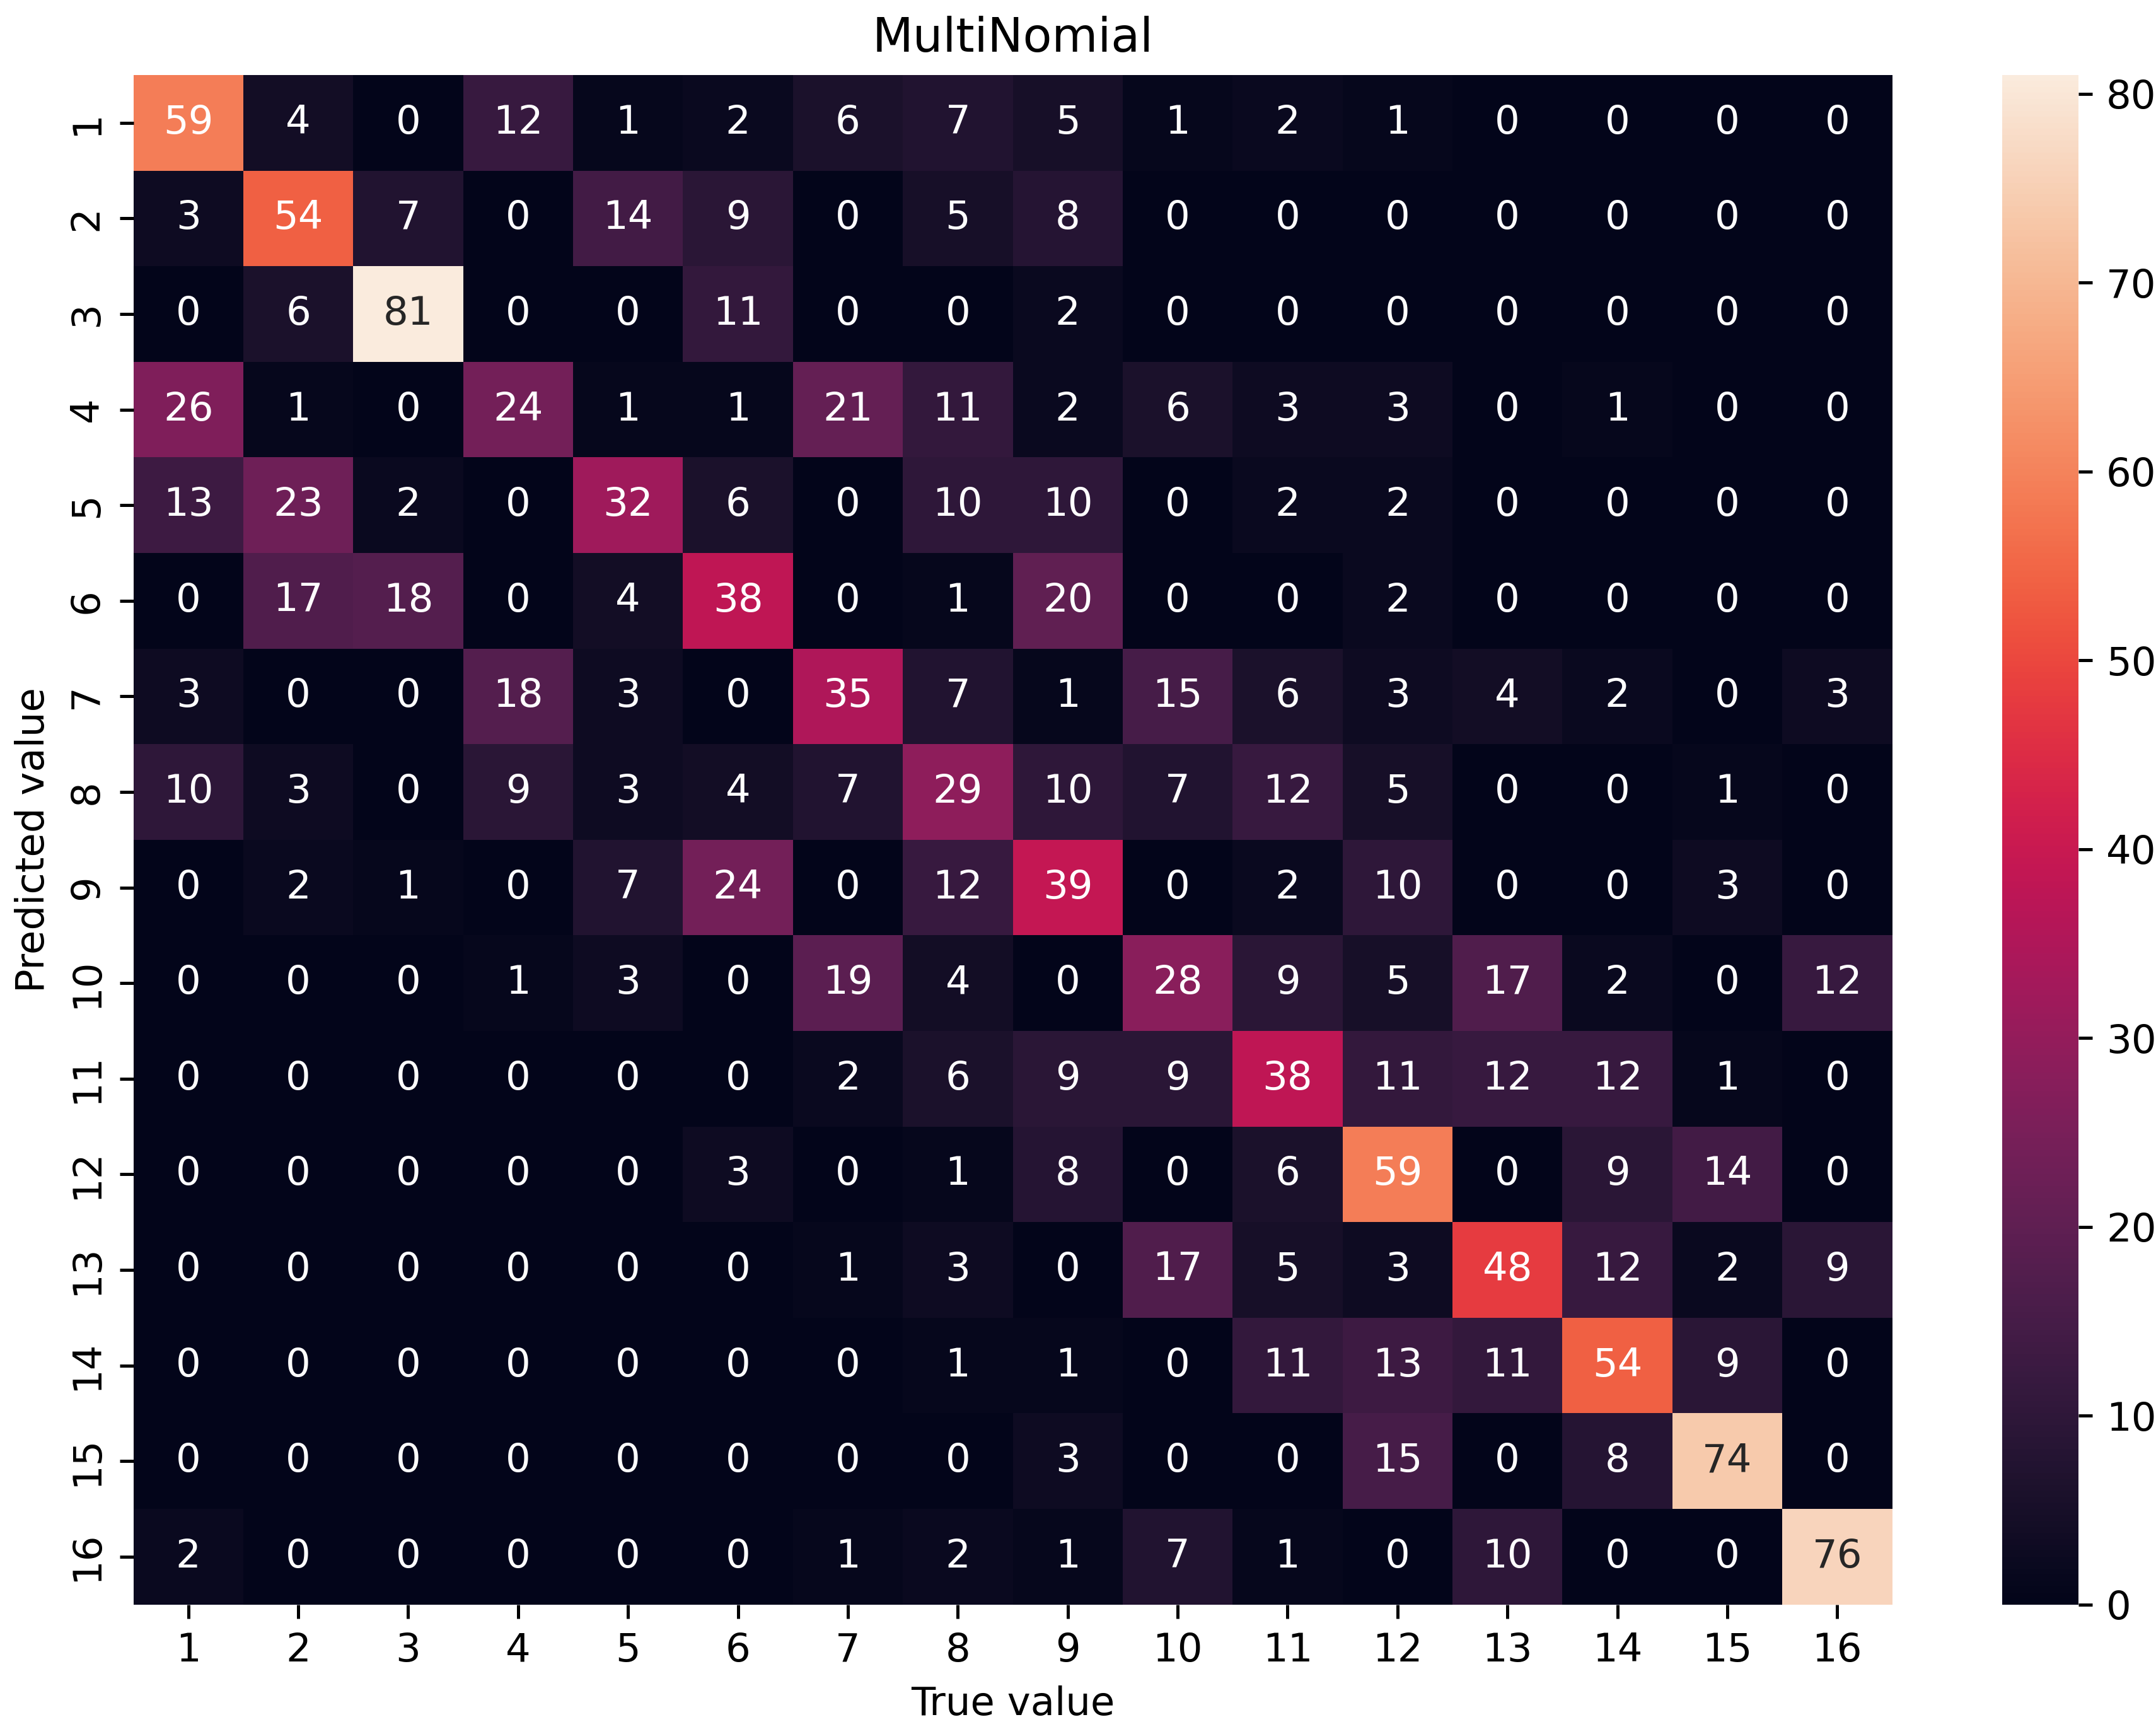 MultiNomial
1 59 4 0 12 1 2 6 7 5 1 2 1 0 0 0 0
2 3 54 7 0 14 9 0 5 8 0 0 0 0 0 0 0
3 0 6 81 0 0 11 0 0 2 0 0 0 0 0 0 0
4 26 1 0 24 1 1 21 11 2 6 3 3 0 1 0 0
5 13 23 2 0 32 6 0 10 10 0 2 2 0 0 0 0
6 0 17 18 0 4 38 0 1 20 0 0 2 0 0 0 0
7 3 0 0 18 3 0 35 7 1 15 6 3 4 2 0 3
8 10 3 0 9 3 4 7 29 10 7 12 5 0 0 1 0
9 0 2 1 0 7 24 0 12 39 0 2 10 0 0 3 0
10 0 0 0 1 3 0 19 4 0 28 9 5 17 2 0 12
11 0 0 0 0 0 0 2 6 9 9 38 11 12 12 1 0
12 0 0 0 0 0 3 0 1 8 0 6 59 0 9 14 0
13 0 0 0 0 0 0 1 3 0 17 5 3 48 12 2 9
14 0 0 0 0 0 0 0 1 1 0 11 13 11 54 9 0
15 0 0 0 0 0 0 0 0 3 0 0 15 0 8 74 0
16 2 0 0 0 0 0 1 2 1 7 1 0 10 0 0 76
1 2 3 4 5 6 7 8 9 10 11 12 13 14 15 16
True value
Predicted value
80
70
60
50
40
30
20
10
0